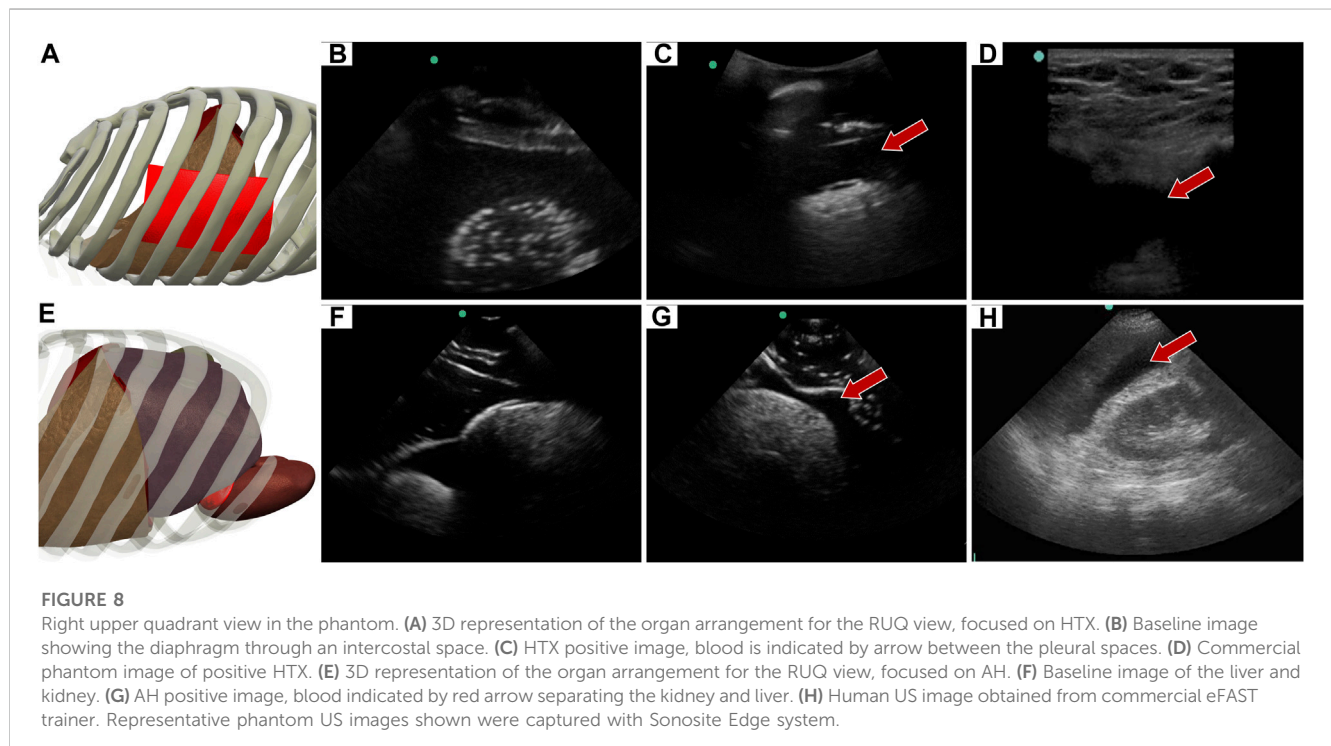 A
B
C
D
E
F
G
H
FIGURE 8
Right upper quadrant view in the phantom. (A) 3D representation of the organ arrangement for the RUQ view, focused on HTX. (B) Baseline image
showing the diaphragm through an intercostal space. (C) HTX positive image, blood is indicated by arrow between the pleural spaces. (D) Commercial
phantom image of positive HTX. (E) 3D representation of the organ arrangement for the RUQ view, focused on AH. (F) Baseline image of the liver and
kidney. (G) AH positive image, blood indicated by red arrow separating the kidney and liver. (H) Human US image obtained from commercial eFAST
trainer. Representative phantom US images shown were captured with Sonosite Edge system.